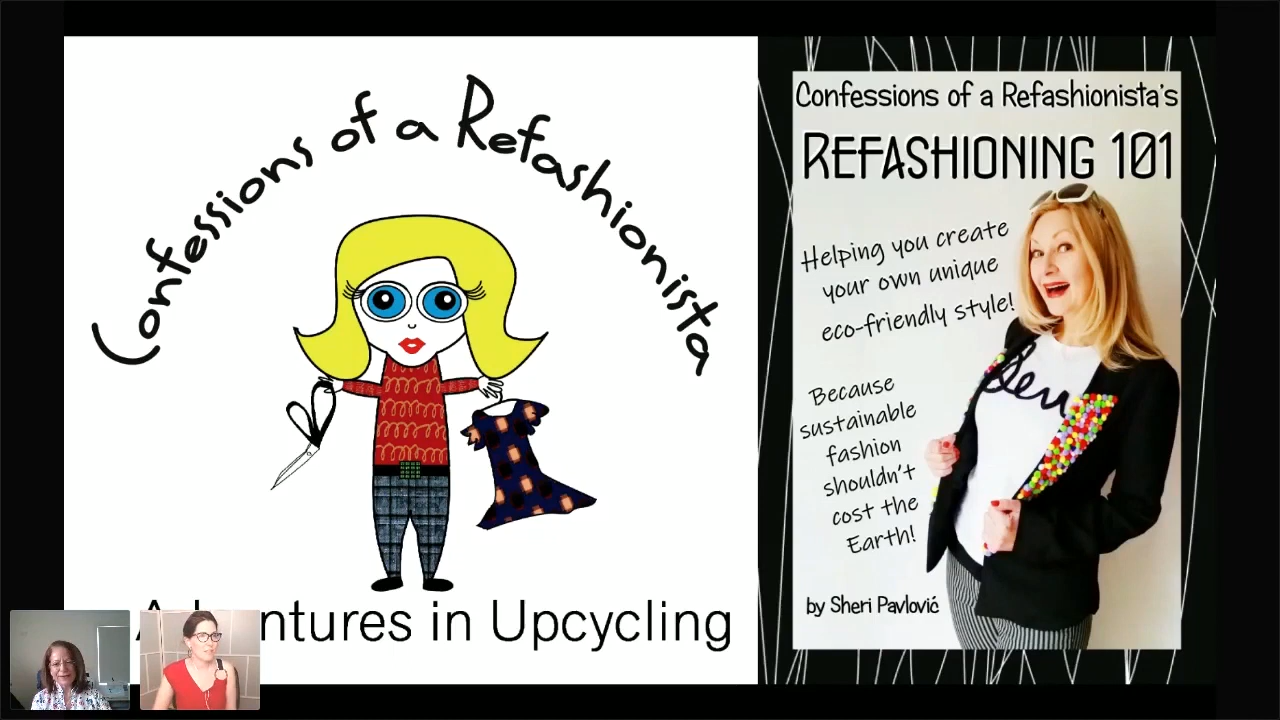 Confessions of a Refashionista
ntures in Upcycling
Confessions of a Refashionista's
REFASHIONING 101
Helping you create
your own unique
eco-friendly style!
Because
sustainable
fashion
shouldn't
cost the
Earth!
by Sheri Pavlović